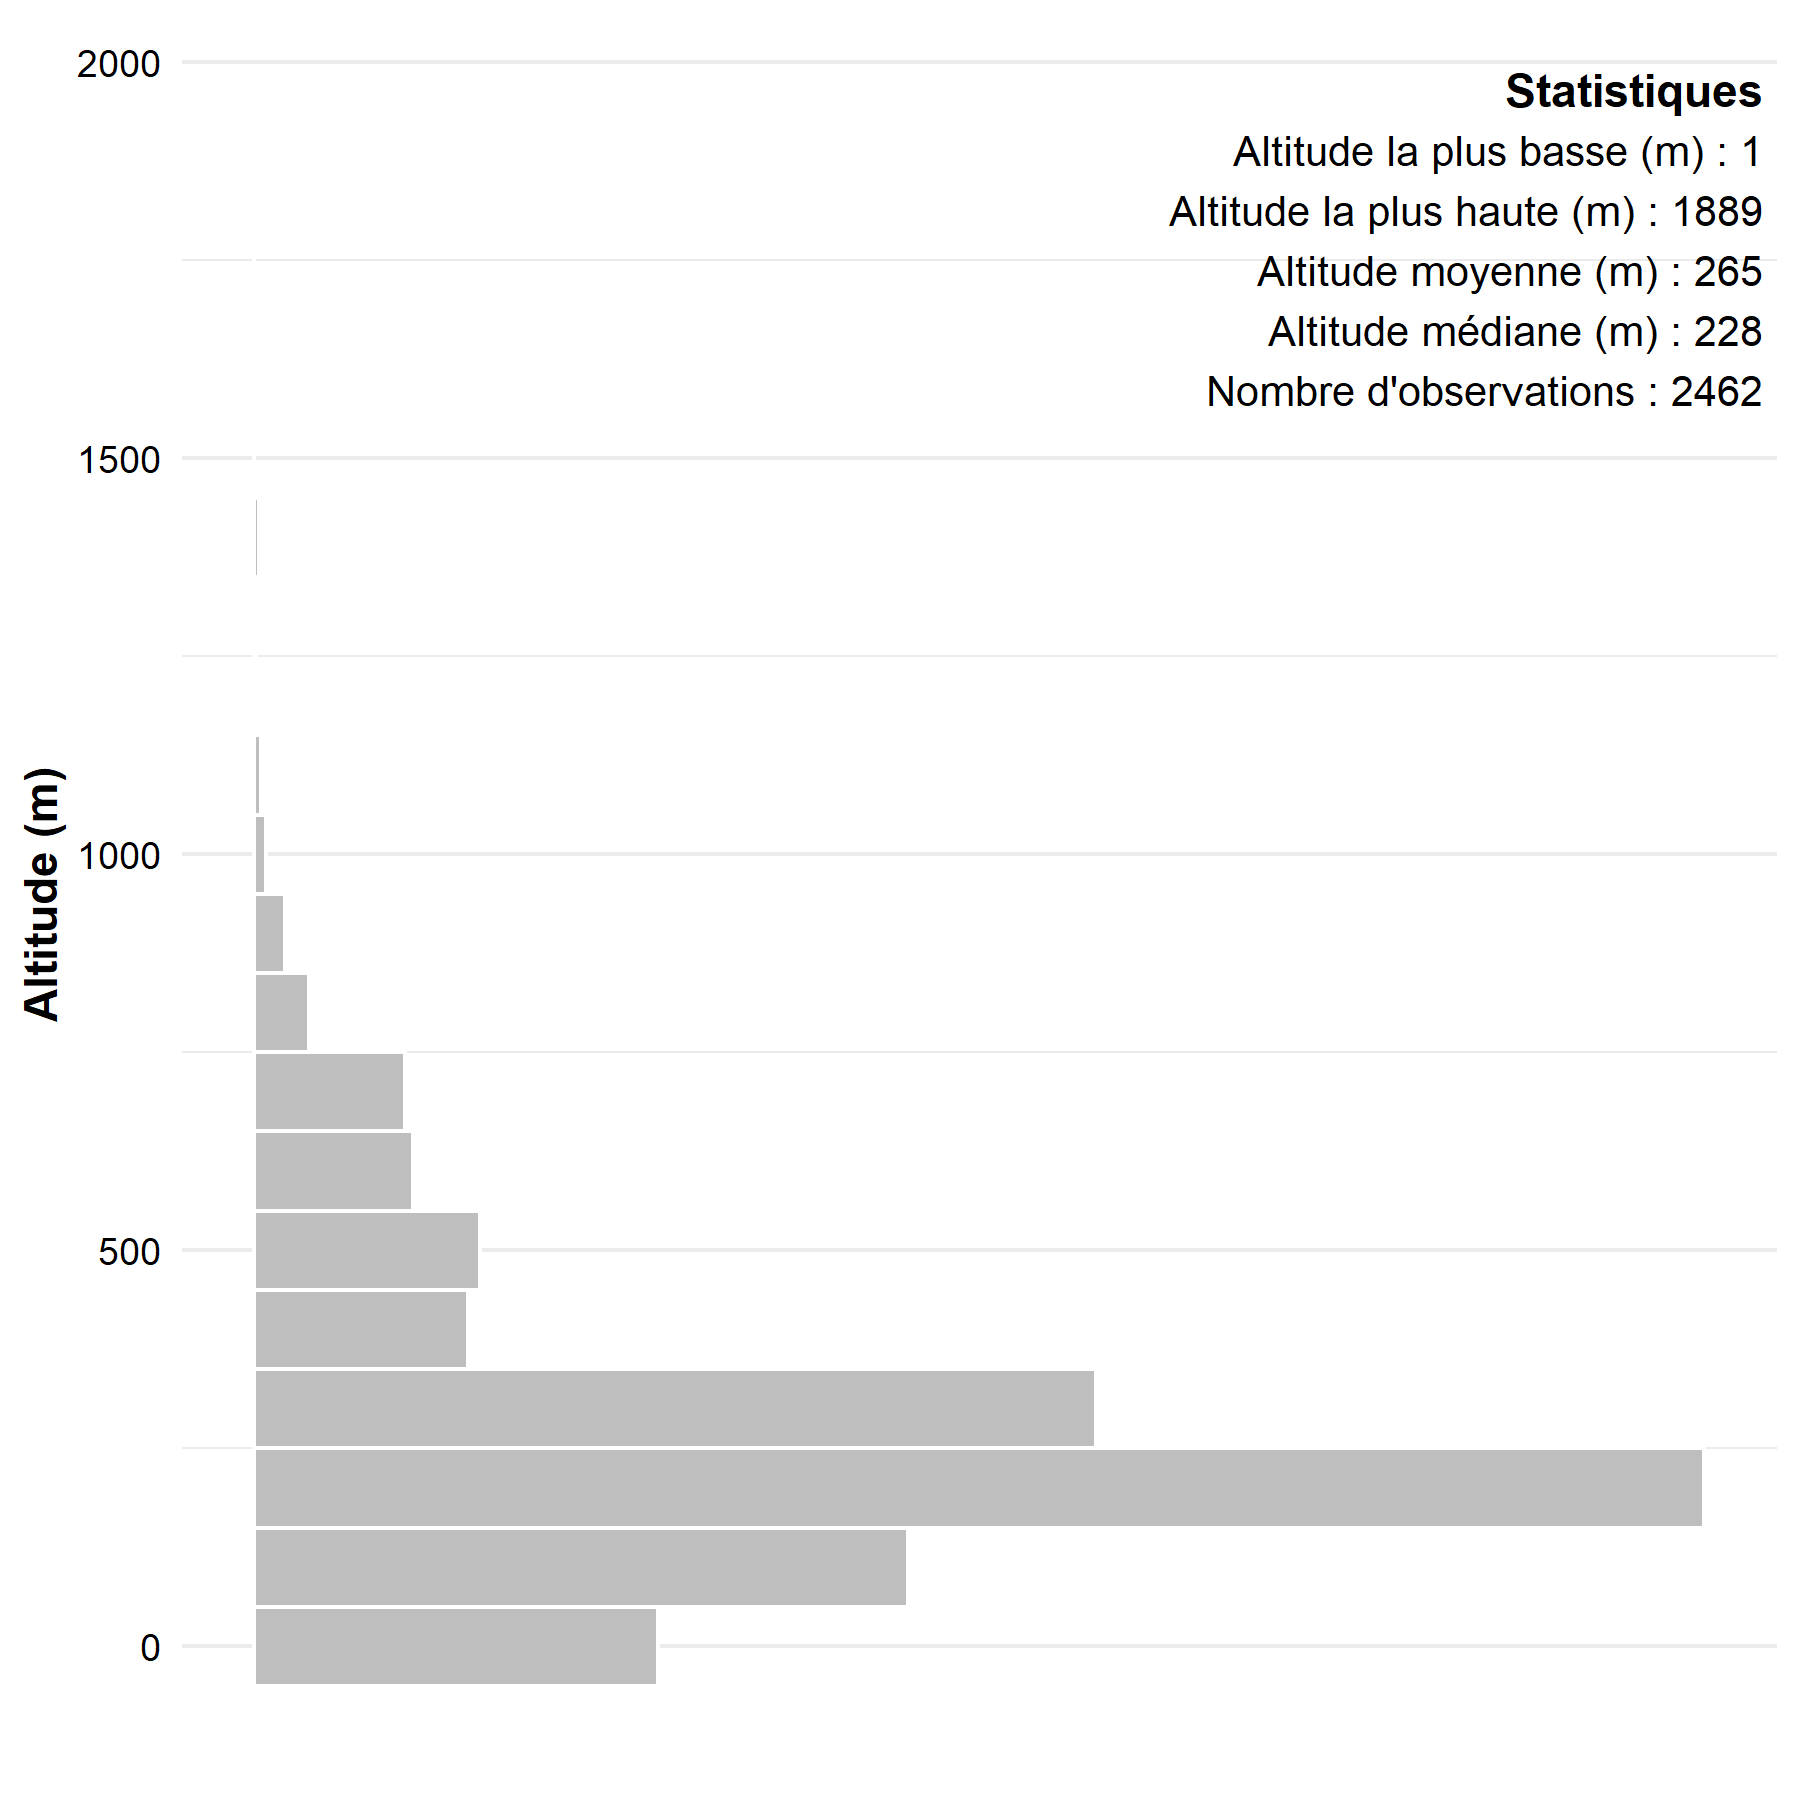 2000
Statistiques
Altitude la plus basse (m) : 1
Altitude la plus haute (m) : 1889
Altitude moyenne (m) : 265
Altitude médiane (m) : 228
Nombre d'observations : 2462
1500
Altitude (m)
1000
500
0